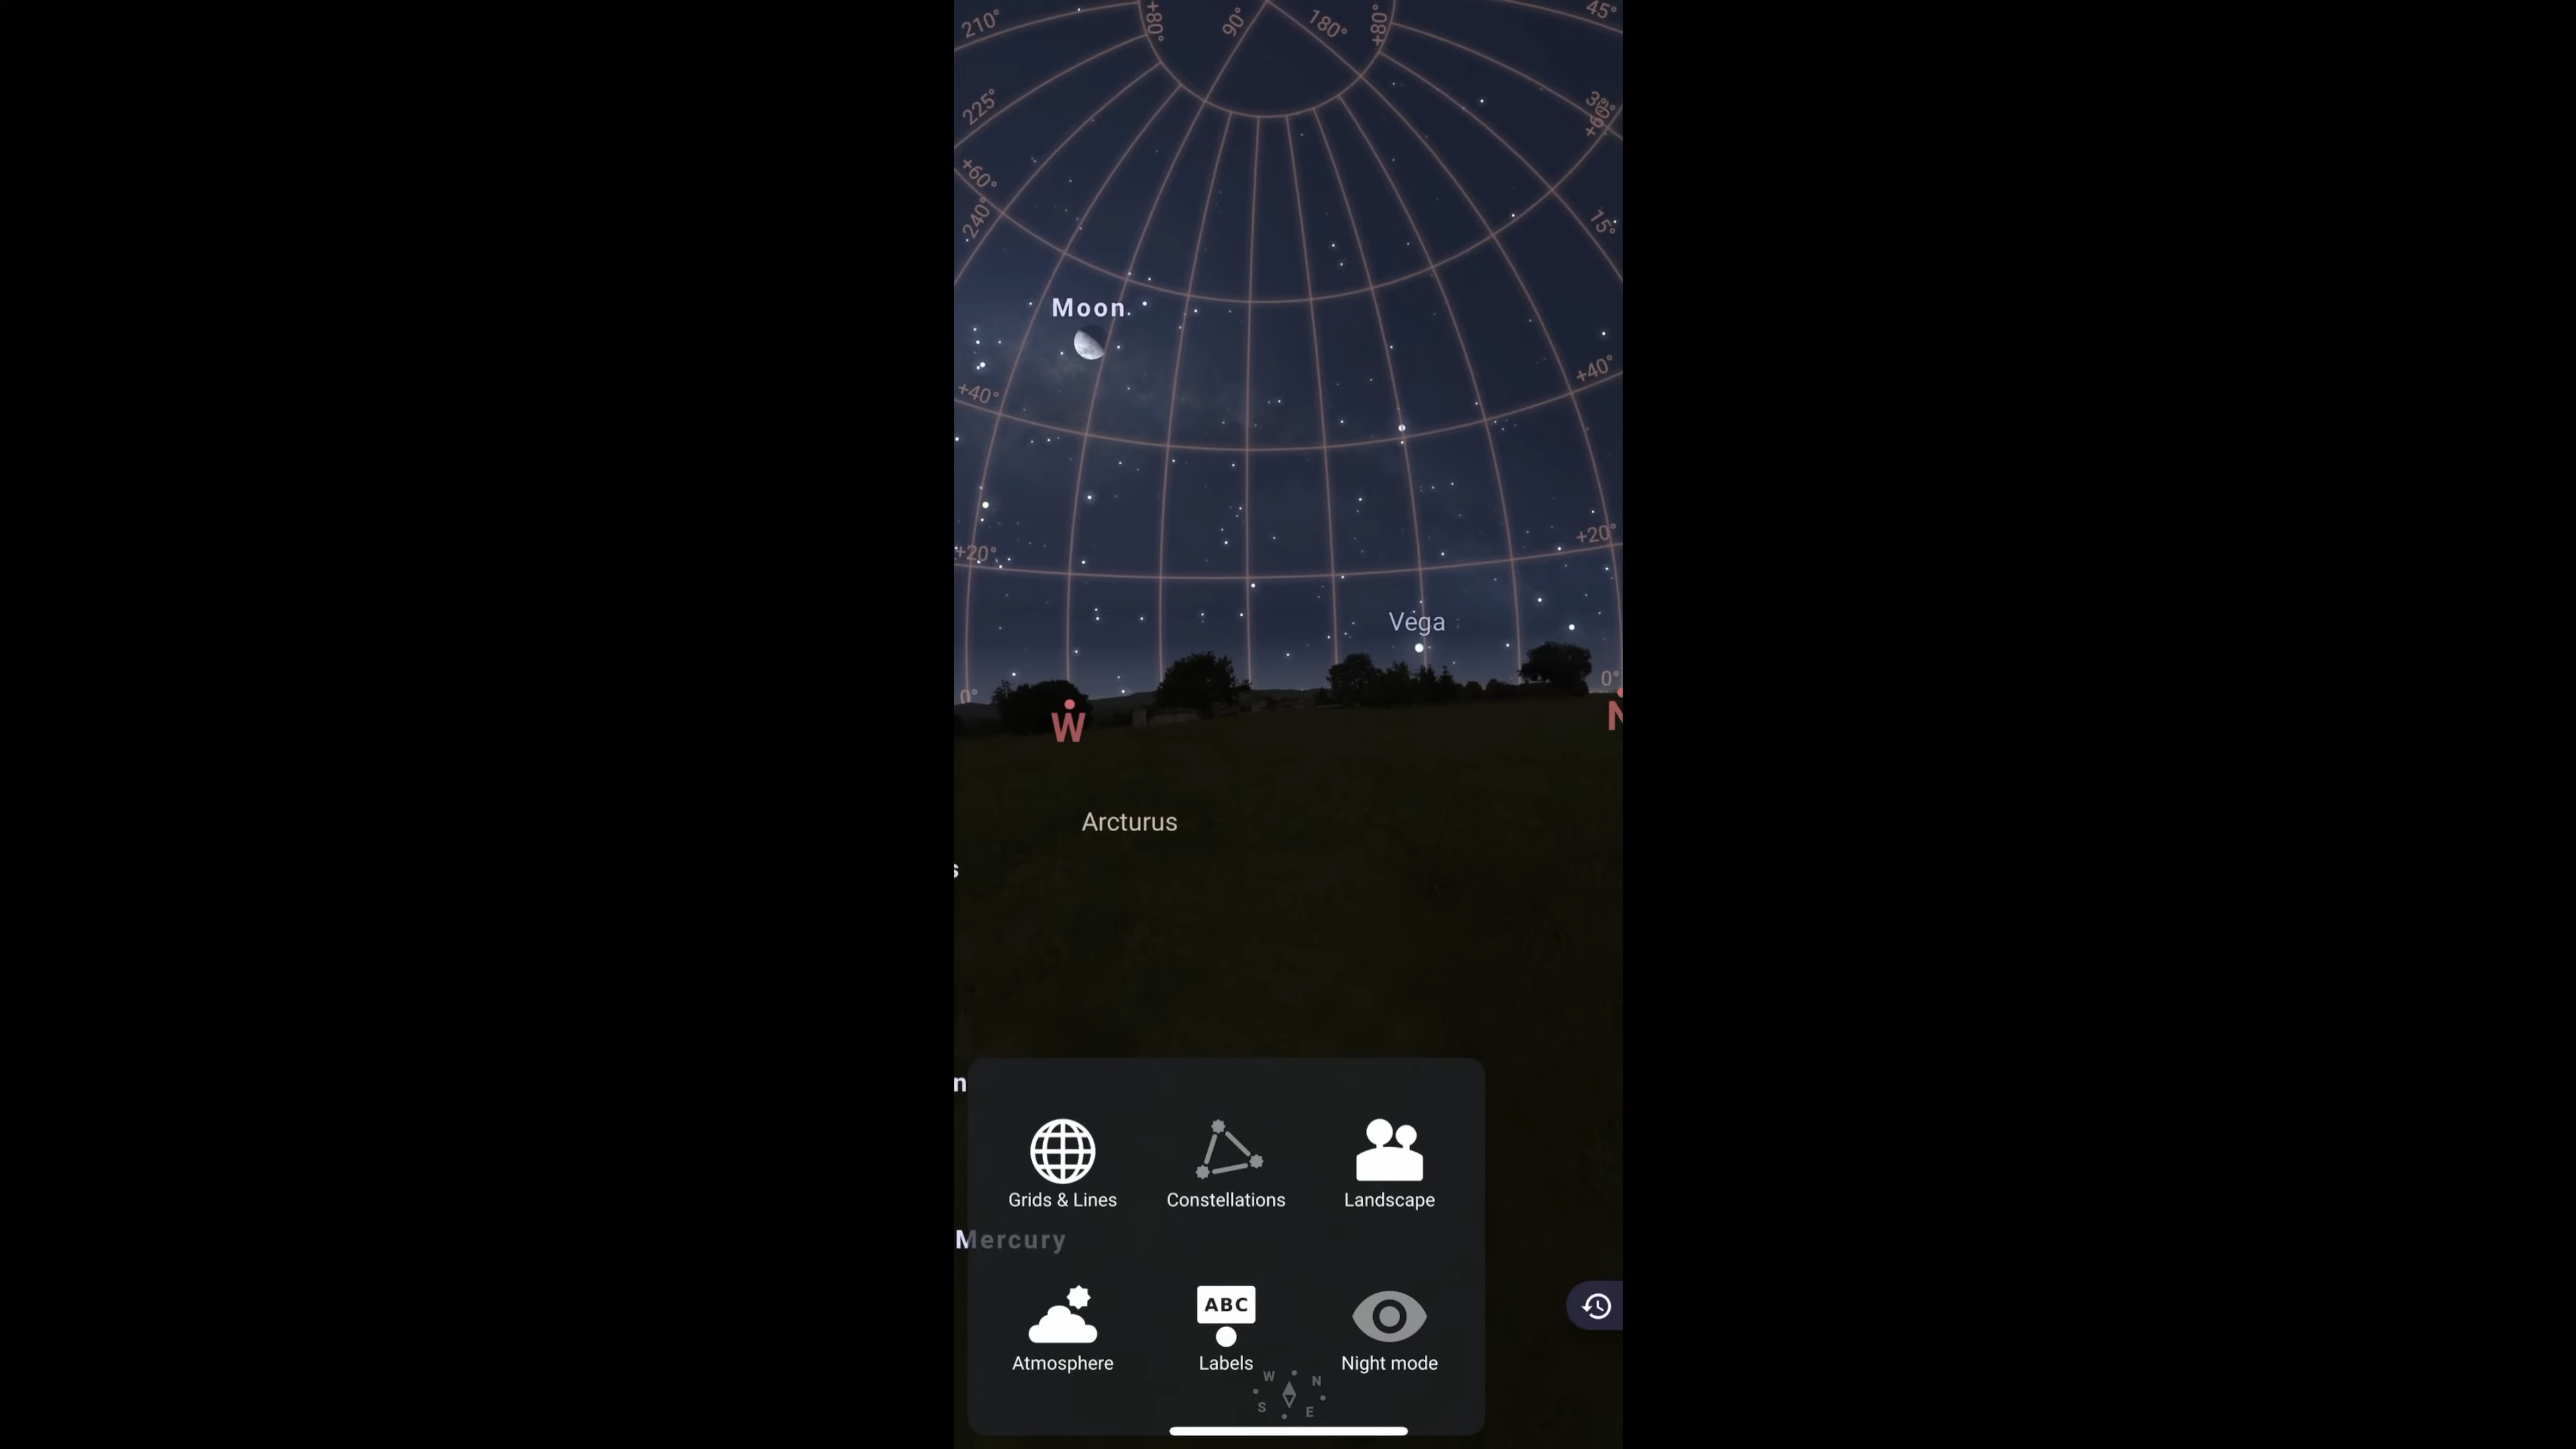 210°
+80°
90°
180°
+80°
45°
225°
+60°
+60°
240°
15°
Moon
+40°
+40°
+20°
+20°
Vega
0°
0°
W
N
Arcturus
s
n
Grids & Lines
Constellations
Landscape
Mercury
ABC
Atmosphere
Labels
Night mode
W
N
S
E